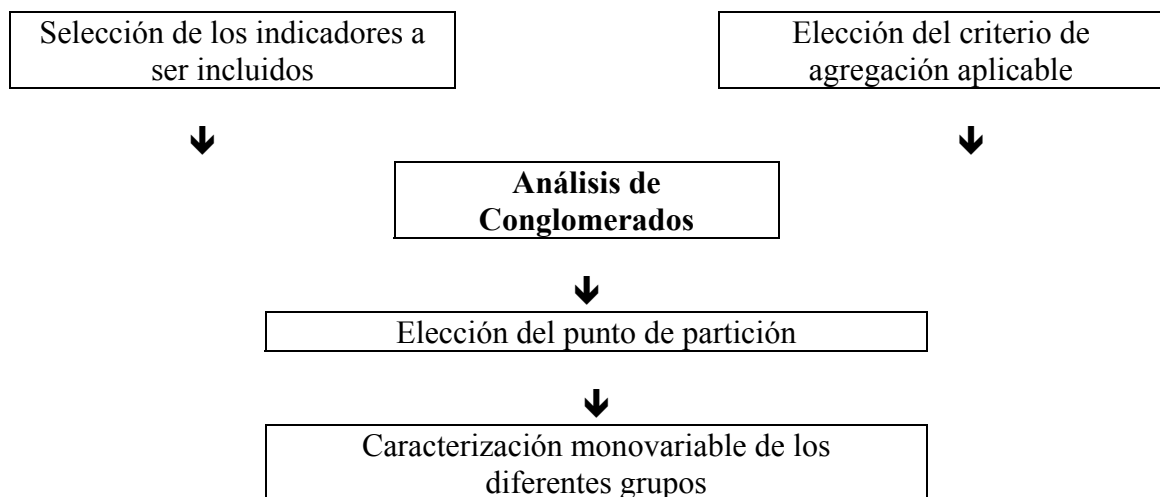 Selección de los indicadores a
ser incluidos
Elección del criterio de
agregación aplicable
Análisis de
Conglomerados
Elección del punto de partición
Caracterización monovariable de los
diferentes grupos